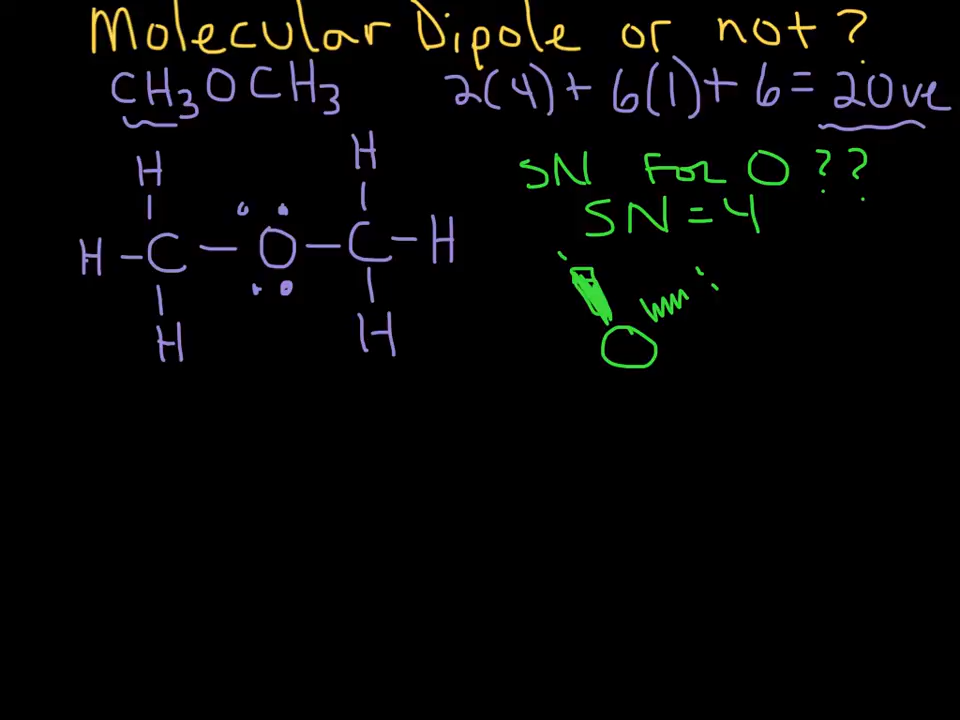 Molecular Dipole or not?
CH3OCH3 2(4)+ 6(1)+ 6 = 20ve
SN For O ??
SN = 4
H H
H - C - O - C - H
H H
O